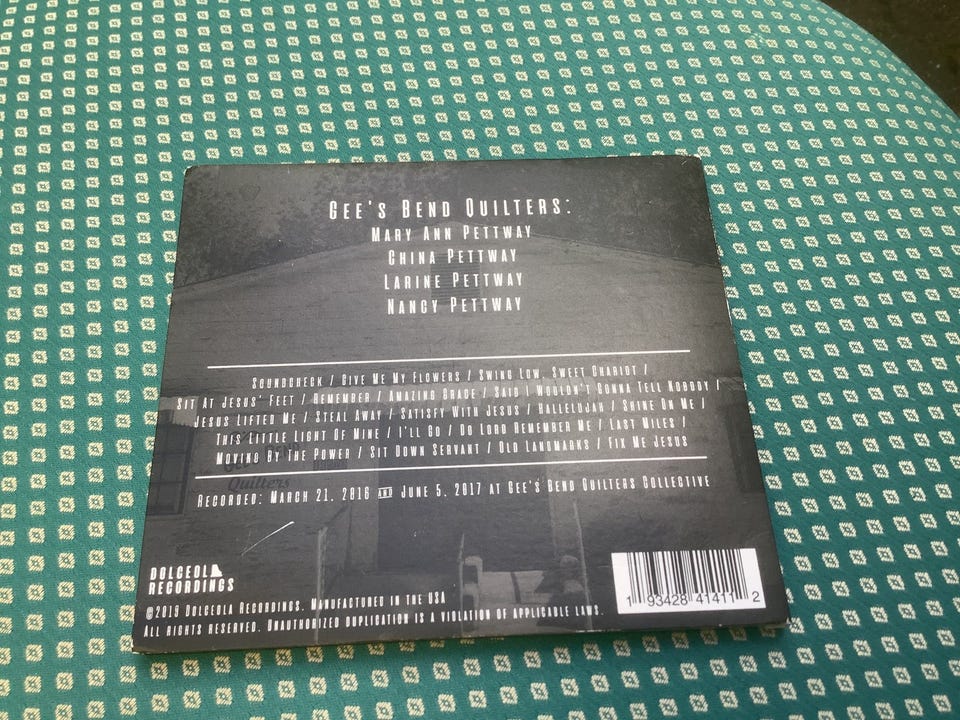 GEE'S BEND QUILTERS:
MARY ANN PETTWAY
CHINA PETTWAY
LARINE PETTWAY
NANCY PETTWAY
SOUNDCHECK / GIVE ME MY FLOWERS / SWING LOW, SWEET CHARIOT /
SIT AT JESUS' FEET / REMEMBER / AMAZING GRACE / SAID I WOULDN'T GONNA TELL NOBODY /
JESUS LIFTED ME / STEAL AWAY / SATISFY WITH JESUS / HALLELUJAH / SHINE ON ME /
THIS LITTLE LIGHT OF MINE / I'LL GO / DO LORD REMEMBER ME / LAST MILES /
MOVING BY THE POWER / SIT DOWN SERVANT / OLD LANDMARKS / FIX ME JESUS
Quilters
RECORDED: MARCH 21, 2016 AND JUNE 5, 2017 AT GEE'S BEND QUILTERS COLLECTIVE
DOLCEOLA
RECORDINGS
©2018 DOLCEOLA RECORDINGS. MANUFACTURED IN THE USA
ALL RIGHTS RESERVED. UNAUTHORIZED DUPLICATION IS A VIOLATION OF APPLICABLE LAWS.
1 93428 41411 2